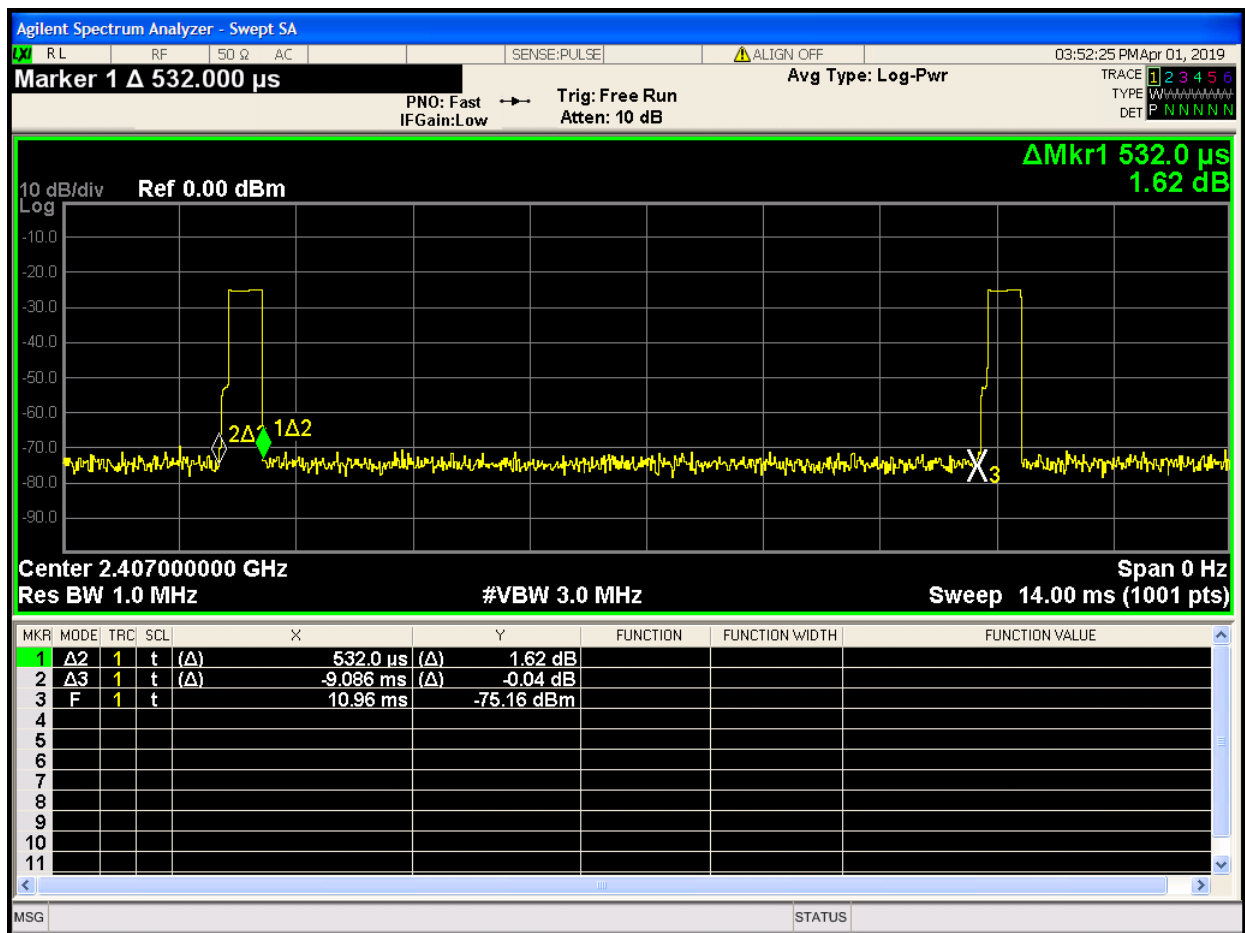 Agilent Spectrum Analyzer - Swept SA
LXI RL RF 50 Ω AC SENSE:PULSE ALIGN OFF 03:52:25 PM Apr 01, 2019
Marker 1 Δ 532.000 µs
PNO: Fast
IFGain:Low
Trig: Free Run
Atten: 10 dB
Avg Type: Log-Pwr
TRACE 1 2 3 4 5 6
TYPE WWWWWWW
DET P N N N N N
ΔMkr1 532.0 µs
1.62 dB
10 dB/div Ref 0.00 dBm
Log
-10.0
-20.0
-30.0
-40.0
-50.0
-60.0
-70.0
-80.0
-90.0
2Δ3 1Δ2
X3
Center 2.407000000 GHz Span 0 Hz
Res BW 1.0 MHz #VBW 3.0 MHz Sweep 14.00 ms (1001 pts)
MKR MODE TRC SCL X Y FUNCTION FUNCTION WIDTH FUNCTION VALUE
1 Δ2 1 t (Δ) 532.0 µs (Δ) 1.62 dB
2 Δ3 1 t (Δ) -9.086 ms (Δ) -0.04 dB
3 F 1 t 10.96 ms -75.16 dBm
4
5
6
7
8
9
10
11
MSG STATUS